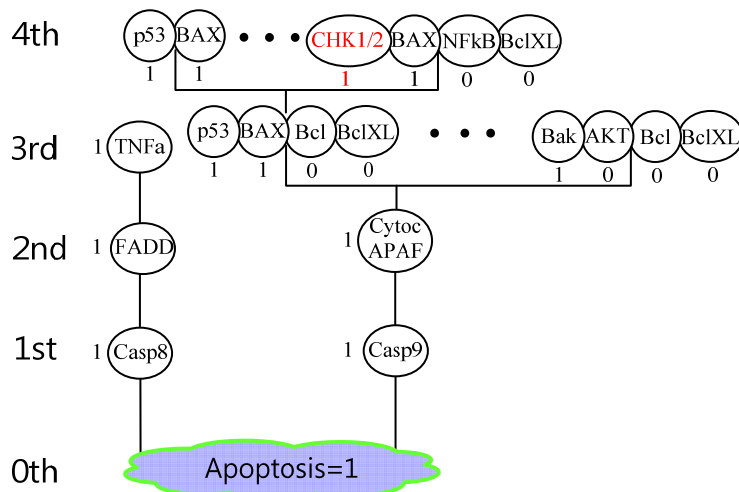 4th p53 BAX • • • CHK1/2 BAX NFkB BclXL
1 1 1 1 0 0
3rd 1 TNFa p53 BAX Bcl BclXL • • • Bak AKT Bcl BclXL
1 1 0 0 1 0 0 0
2nd 1 FADD 1 Cytoc
APAF
1st 1 Casp8 1 Casp9
0th Apoptosis=1